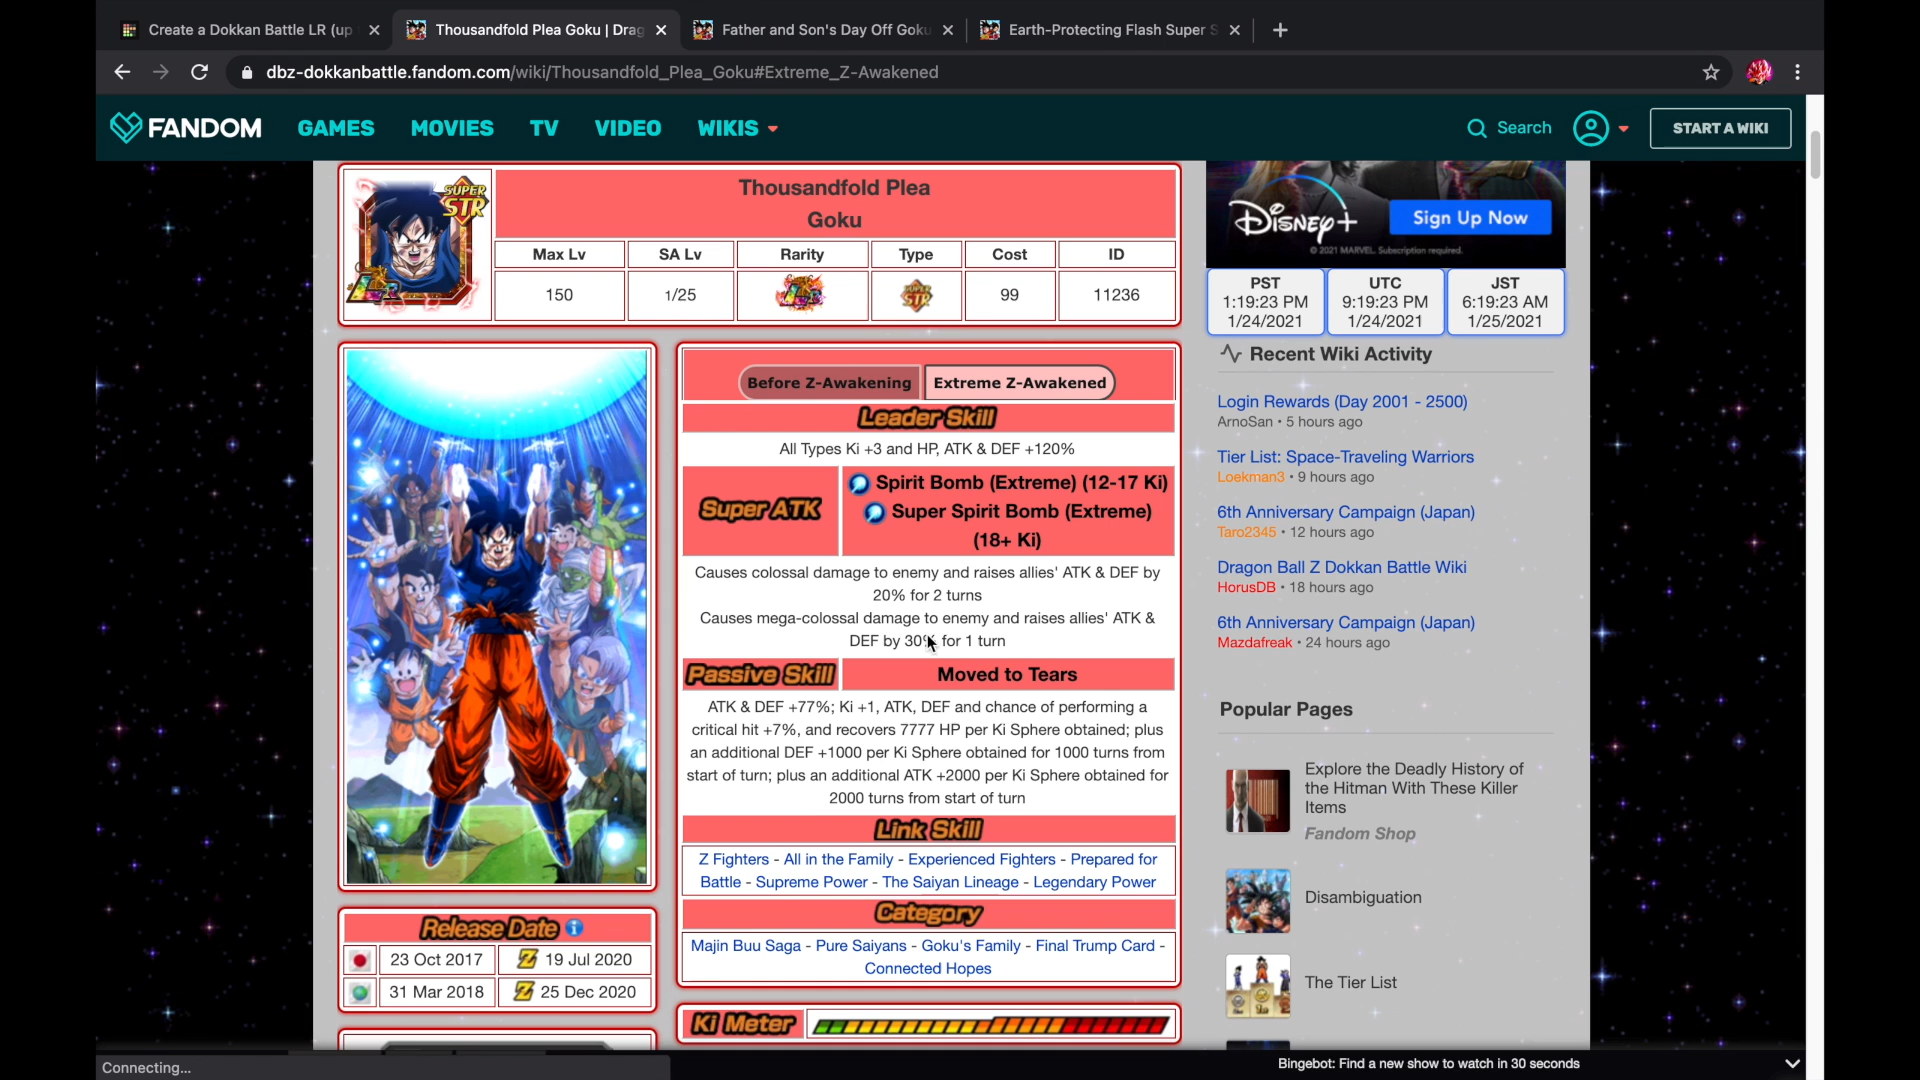 Create a Dokkan Battle LR (up
Thousandfold Plea Goku | Drag
Father and Son's Day Off Goku
Earth-Protecting Flash Super S
dbz-dokkanbattle.fandom.com/wiki/Thousandfold_Plea_Goku#Extreme_Z-Awakened
FANDOM
GAMES
MOVIES
TV
VIDEO
WIKIS
Search
START A WIKI
SUPER
STR
LR
Thousandfold Plea
Goku
Max Lv
SA Lv
Rarity
Type
Cost
ID
150
1/25
LR
SUPER
STR
99
11236
Before Z-Awakening
Extreme Z-Awakened
Leader Skill
All Types Ki +3 and HP, ATK & DEF +120%
Super ATK
Spirit Bomb (Extreme) (12-17 Ki)
Super Spirit Bomb (Extreme)
(18+ Ki)
Causes colossal damage to enemy and raises allies' ATK & DEF by
20% for 2 turns
Causes mega-colossal damage to enemy and raises allies' ATK &
DEF by 30% for 1 turn
Passive Skill
Moved to Tears
ATK & DEF +77%; Ki +1, ATK, DEF and chance of performing a
critical hit +7%, and recovers 7777 HP per Ki Sphere obtained; plus
an additional DEF +1000 per Ki Sphere obtained for 1000 turns from
start of turn; plus an additional ATK +2000 per Ki Sphere obtained for
2000 turns from start of turn
Link Skill
Z Fighters - All in the Family - Experienced Fighters - Prepared for
Battle - Supreme Power - The Saiyan Lineage - Legendary Power
Category
Majin Buu Saga - Pure Saiyans - Goku's Family - Final Trump Card -
Connected Hopes
Ki Meter
Release Date
23 Oct 2017
Z 19 Jul 2020
31 Mar 2018
Z 25 Dec 2020
Disney+
Sign Up Now
© 2021 MARVEL. Subscription required.
PST
1:19:23 PM
1/24/2021
UTC
9:19:23 PM
1/24/2021
JST
6:19:23 AM
1/25/2021
Recent Wiki Activity
Login Rewards (Day 2001 - 2500)
ArnoSan • 5 hours ago
Tier List: Space-Traveling Warriors
Loekman3 • 9 hours ago
6th Anniversary Campaign (Japan)
Taro2345 • 12 hours ago
Dragon Ball Z Dokkan Battle Wiki
HorusDB • 18 hours ago
6th Anniversary Campaign (Japan)
Mazdafreak • 24 hours ago
Popular Pages
Explore the Deadly History of
the Hitman With These Killer
Items
Fandom Shop
Disambiguation
The Tier List
Connecting...
Bingebot: Find a new show to watch in 30 seconds